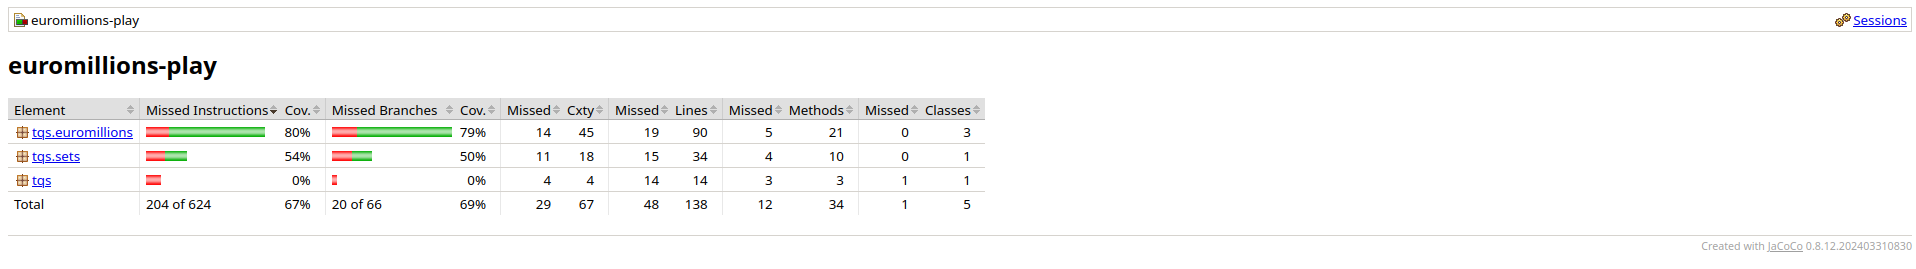 euromillions-play Sessions
euromillions-play
Element Missed Instructions Cov. Missed Branches Cov. Missed Cxty Missed Lines Missed Methods Missed Classes
tqs.euromillions 80% 79% 14 45 19 90 5 21 0 3
tqs.sets 54% 50% 11 18 15 34 4 10 0 1
tqs 0% 0% 4 4 14 14 3 3 1 1
Total 204 of 624 67% 20 of 66 69% 29 67 48 138 12 34 1 5
Created with JaCoCo 0.8.12.202403310830